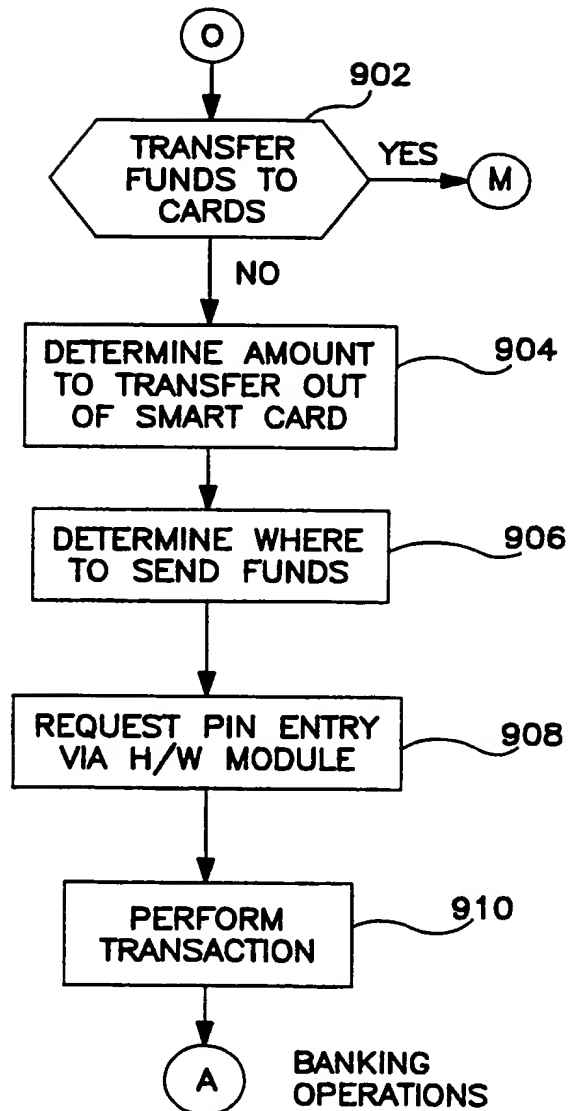 O
902
TRANSFER
FUNDS TO
CARDS
YES
M
NO
DETERMINE AMOUNT
TO TRANSFER OUT
OF SMART CARD
904
DETERMINE WHERE
TO SEND FUNDS
906
REQUEST PIN ENTRY
VIA H/W MODULE
908
PERFORM
TRANSACTION
910
A
BANKING
OPERATIONS